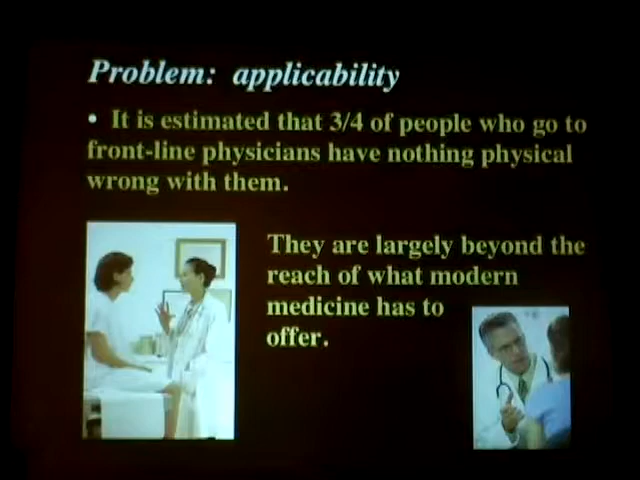 Problem: applicability
• It is estimated that 3/4 of people who go to
front-line physicians have nothing physical
wrong with them.
They are largely beyond the
reach of what modern
medicine has to
offer.